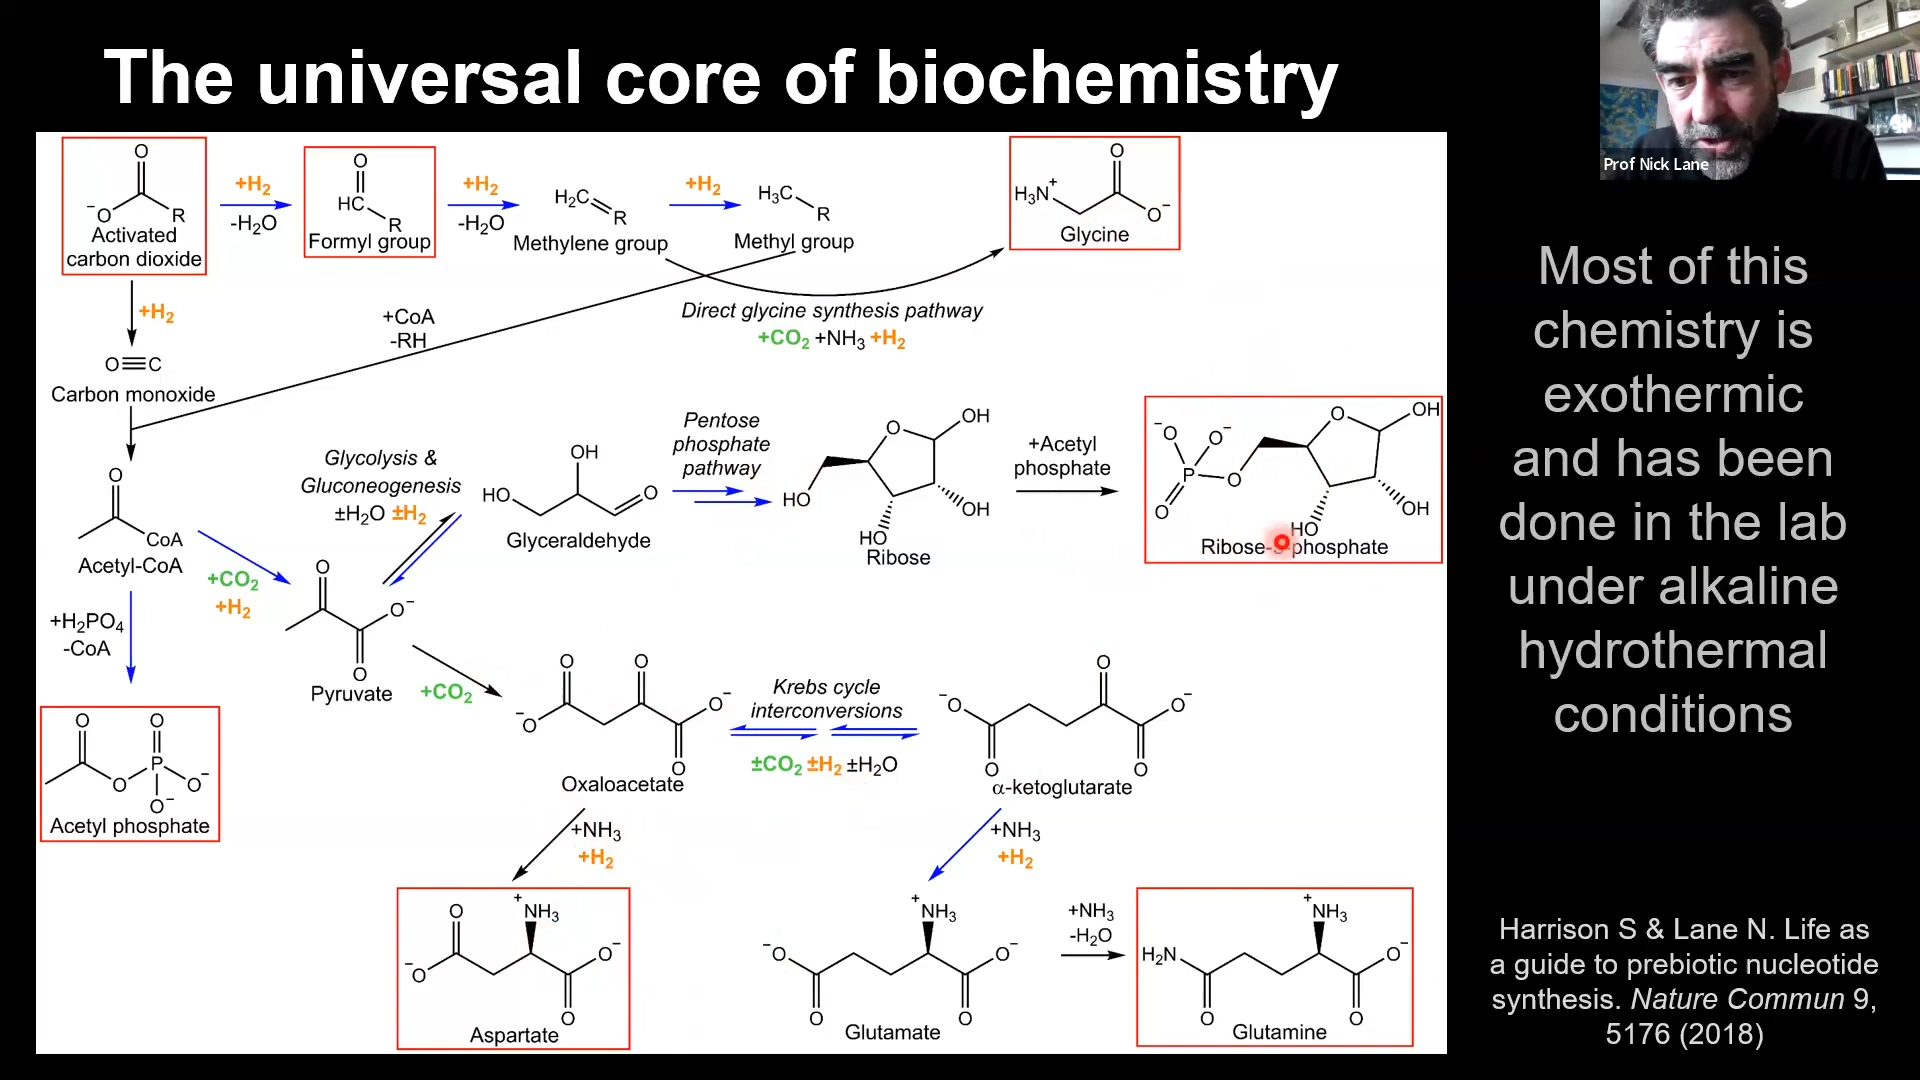 The universal core of biochemistry
Prof Nick Lane
O
⁻O
R
Activated
carbon dioxide
+H₂
-H₂O
O
HC
R
Formyl group
+H₂
-H₂O
H₂C
R
Methylene group
+H₂
H₃C
R
Methyl group
O
H₃N⁺
O⁻
Glycine
Direct glycine synthesis pathway
+CO₂ +NH₃ +H₂
+H₂
O≡C
Carbon monoxide
+CoA
-RH
O
CoA
Acetyl-CoA
+CO₂
+H₂
+H₂PO₄
-CoA
O
O⁻
O
Pyruvate
Glycolysis &
Gluconeogenesis
±H₂O ±H₂
OH
HO
O
Glyceraldehyde
Pentose
phosphate
pathway
O
OH
HO
OH
HO
Ribose
+Acetyl
phosphate
⁻O
O⁻
P
O
O
O
OH
OH
HO
phosphate
+CO₂
O
O
⁻O
O⁻
O
Oxaloacetate
Krebs cycle
interconversions
±CO₂ ±H₂ ±H₂O
O
⁻O
O⁻
O
O
α-ketoglutarate
O
O
O
P
O⁻
O⁻
Acetyl phosphate
+NH₃
+H₂
+NH₃
+H₂
O
⁺NH₃
⁻O
O⁻
O
Aspartate
⁺NH₃
⁻O
O⁻
O
O
Glutamate
+NH₃
-H₂O
⁺NH₃
H₂N
O⁻
O
O
Glutamine
Most of this
chemistry is
exothermic
and has been
done in the lab
under alkaline
hydrothermal
conditions
Harrison S & Lane N. Life as
a guide to prebiotic nucleotide
synthesis. Nature Commun 9,
5176 (2018)